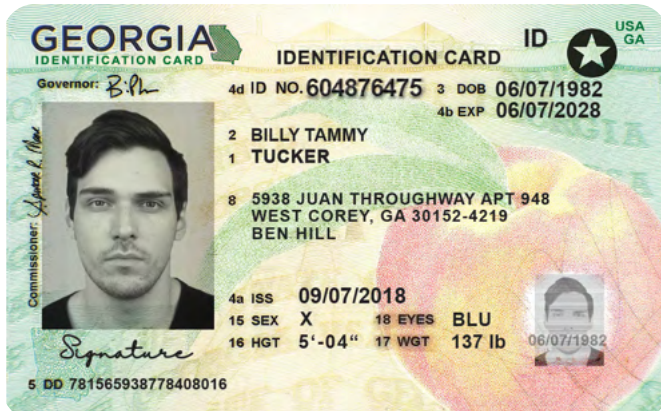 GEORGIA
IDENTIFICATION CARD
IDENTIFICATION CARD
ID
USA
GA
Governor:
4d ID NO. 604876475 3 DOB 06/07/1982
4b EXP 06/07/2028
2 BILLY TAMMY
1 TUCKER
8 5938 JUAN THROUGHWAY APT 948
WEST COREY, GA 30152-4219
BEN HILL
Commissioner:
4a ISS 09/07/2018
15 SEX X 18 EYES BLU
16 HGT 5'-04" 17 WGT 137 lb
06/07/1982
Signature
5 DD 7815659387784080​16